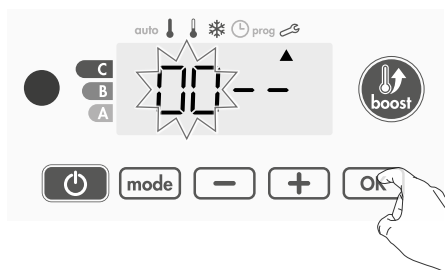 auto prog
C
B
A
00--
boost
mode - + OK